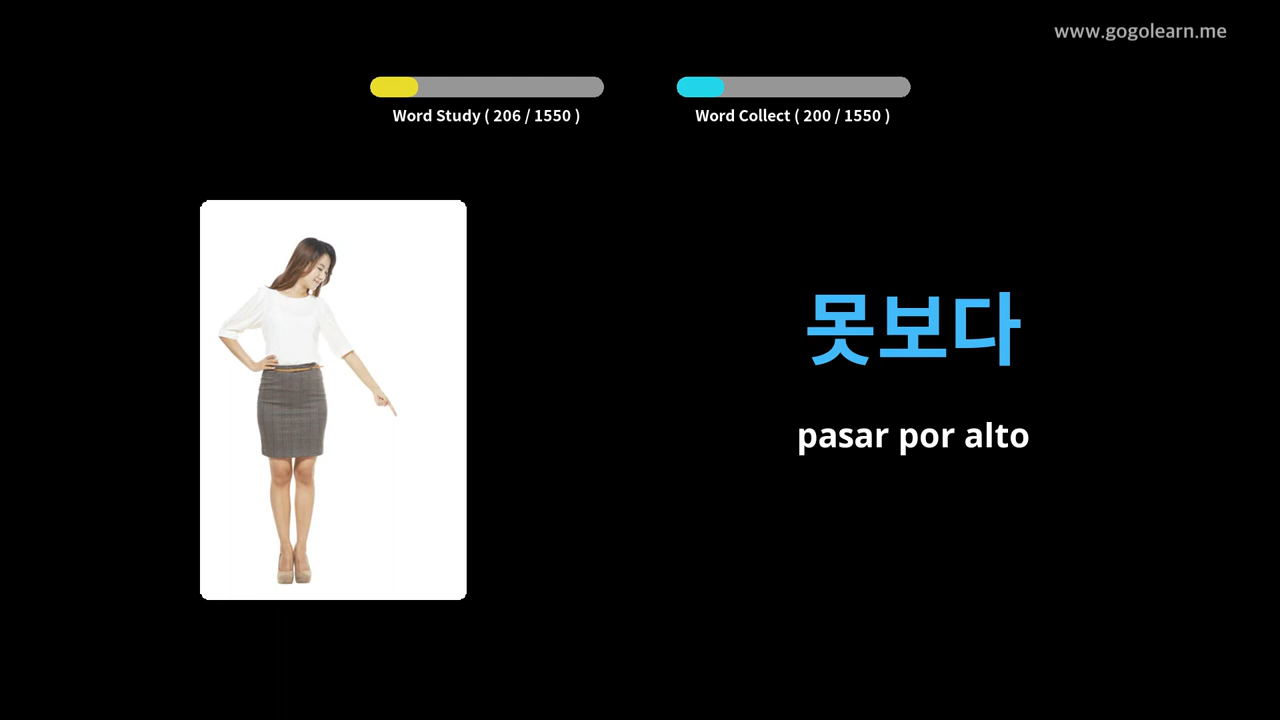 www.gogolearn.me
Word Study ( 206 / 1550 )
Word Collect ( 200 / 1550 )
못보다
pasar por alto